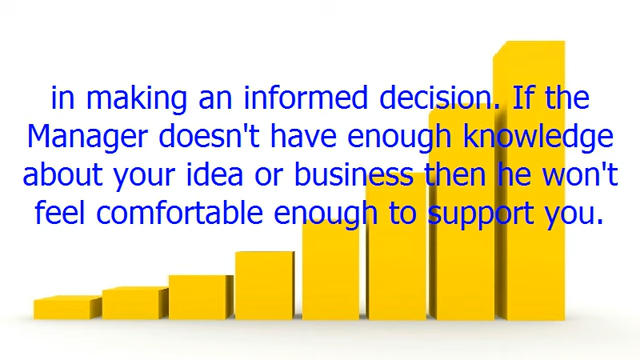 in making an informed decision. If the
Manager doesn't have enough knowledge
about your idea or business then he won't
feel comfortable enough to support you.